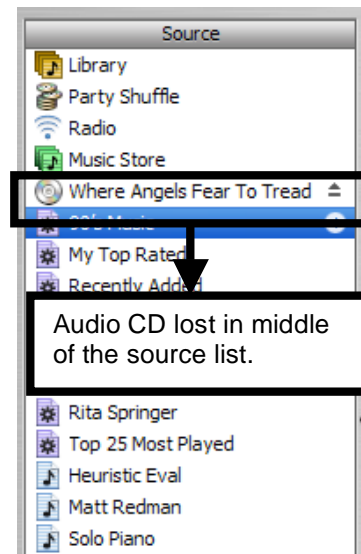 Source
Library
Party Shuffle
Radio
Music Store
Where Angels Fear To Tread
90's Music
My Top Rated
Recently Added
Audio CD lost in middle
of the source list.
Rita Springer
Top 25 Most Played
Heuristic Eval
Matt Redman
Solo Piano